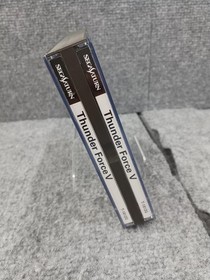 SEGA SATURN
Thunder Force V
SEGA SATURN
Thunder Force V